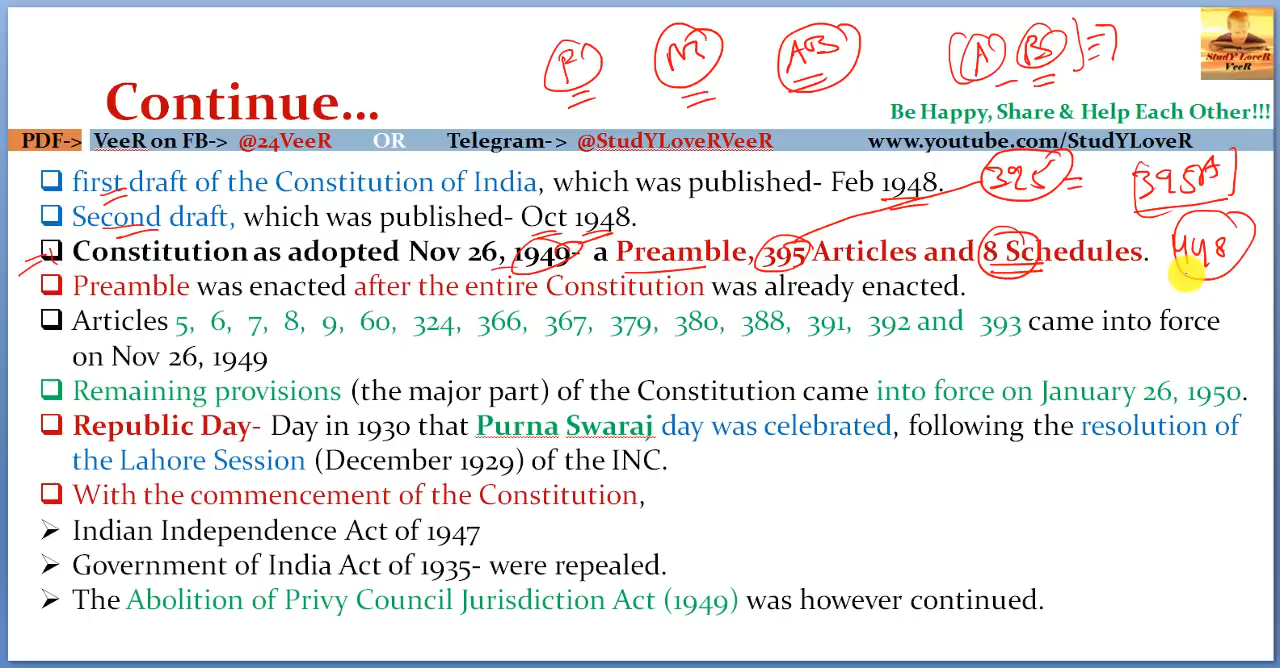 P M AB [A B] = 7
StudY LoveR
VeeR
Continue...
Be Happy, Share & Help Each Other!!!
PDF-> VeeR on FB-> @24VeeR OR Telegram-> @StudYLoveRVeeR www.youtube.com/StudYLoveR
❑ first draft of the Constitution of India, which was published- Feb 1948. 395 = [395A]
❑ Second draft, which was published- Oct 1948.
❑ Constitution as adopted Nov 26, 1949- a Preamble, 395 Articles and 8 Schedules. 448
❑ Preamble was enacted after the entire Constitution was already enacted.
❑ Articles 5, 6, 7, 8, 9, 60, 324, 366, 367, 379, 380, 388, 391, 392 and 393 came into force
on Nov 26, 1949
❑ Remaining provisions (the major part) of the Constitution came into force on January 26, 1950.
❑ Republic Day- Day in 1930 that Purna Swaraj day was celebrated, following the resolution of
the Lahore Session (December 1929) of the INC.
❑ With the commencement of the Constitution,
➢ Indian Independence Act of 1947
➢ Government of India Act of 1935- were repealed.
➢ The Abolition of Privy Council Jurisdiction Act (1949) was however continued.